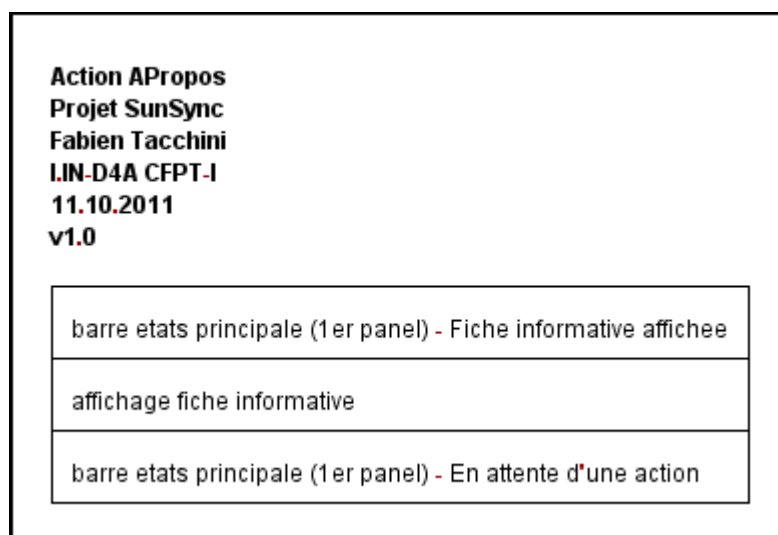 Action APropos
Projet SunSync
Fabien Tacchini
I.IN-D4A CFPT-I
11.10.2011
v1.0
barre etats principale (1er panel) - Fiche informative affichee
affichage fiche informative
barre etats principale (1er panel) - En attente d'une action